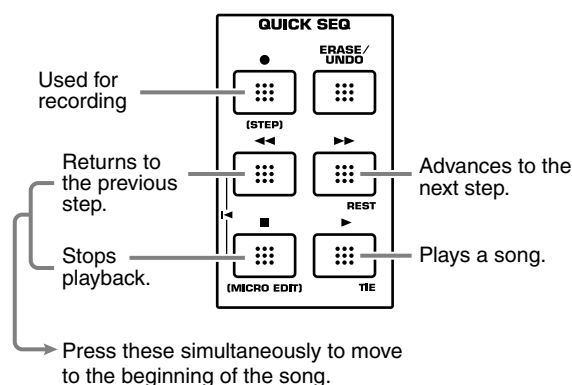 QUICK SEQ
ERASE/
UNDO
Used for
recording
(STEP)
Returns to
the previous
step.
Advances to the
next step.
REST
Stops
playback.
Plays a song.
(MICRO EDIT)
TIE
Press these simultaneously to move
to the beginning of the song.